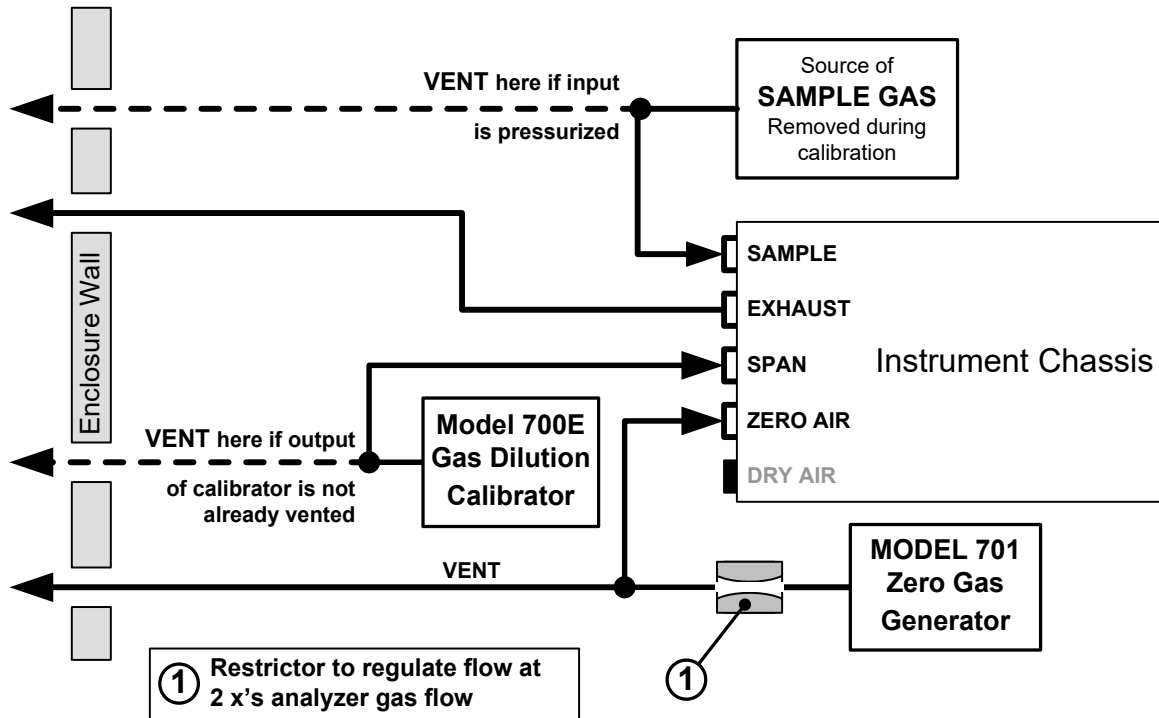 VENT here if input
is pressurized
Source of
SAMPLE GAS
Removed during
calibration
Enclosure Wall
SAMPLE
EXHAUST
SPAN
ZERO AIR
DRY AIR
Instrument Chassis
VENT here if output
of calibrator is not
already vented
Model 700E
Gas Dilution
Calibrator
VENT
MODEL 701
Zero Gas
Generator
1
1 Restrictor to regulate flow at
2 x's analyzer gas flow